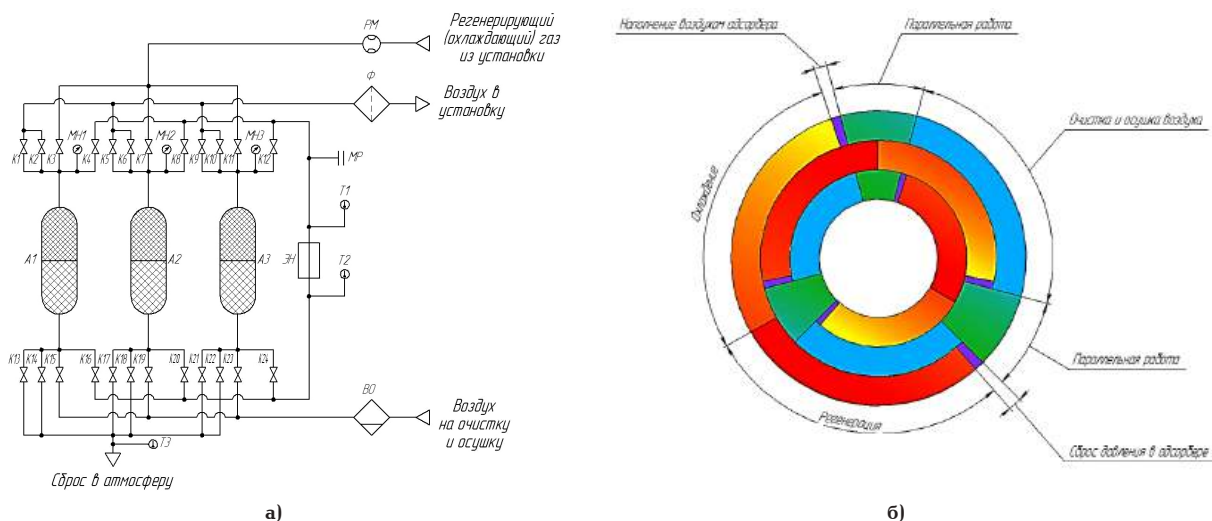 РМ
Регенерирующий
(охлаждающий) газ
из установки
Ф
Воздух в
установку
МН1
МН2
МН3
К1
К2
К3
К4
К5
К6
К7
К8
К9
К10
К11
К12
МР
Т1
А1
А2
А3
ЭН
Т2
К13
К14
К15
К16
К17
К18
К19
К20
К21
К22
К23
К24
ВО
Воздух
на очистку
и осушку
Т3
Сброс в атмосферу
а)
Наполнение воздухом адсорбера
Параллельная работа
Очистка и осушка воздуха
Охлаждение
Параллельная работа
Регенерация
Сброс давления в адсорбере
б)